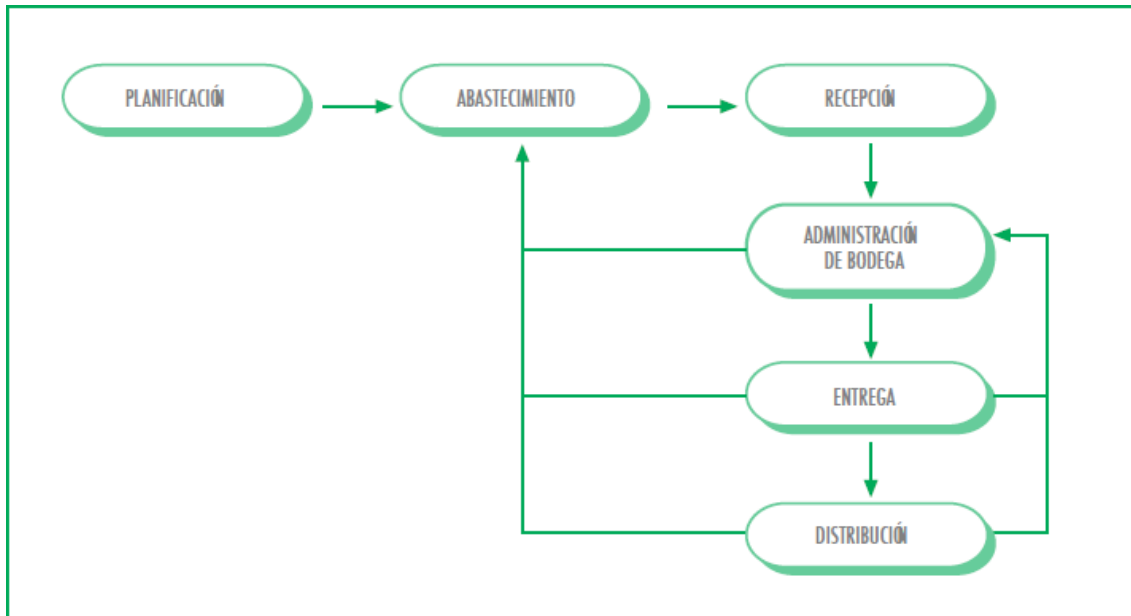 PLANIFICACIÓN
ABASTECIMIENTO
RECEPCIÓN
ADMINISTRACIÓN
DE BODEGA
ENTREGA
DISTRIBUCIÓN